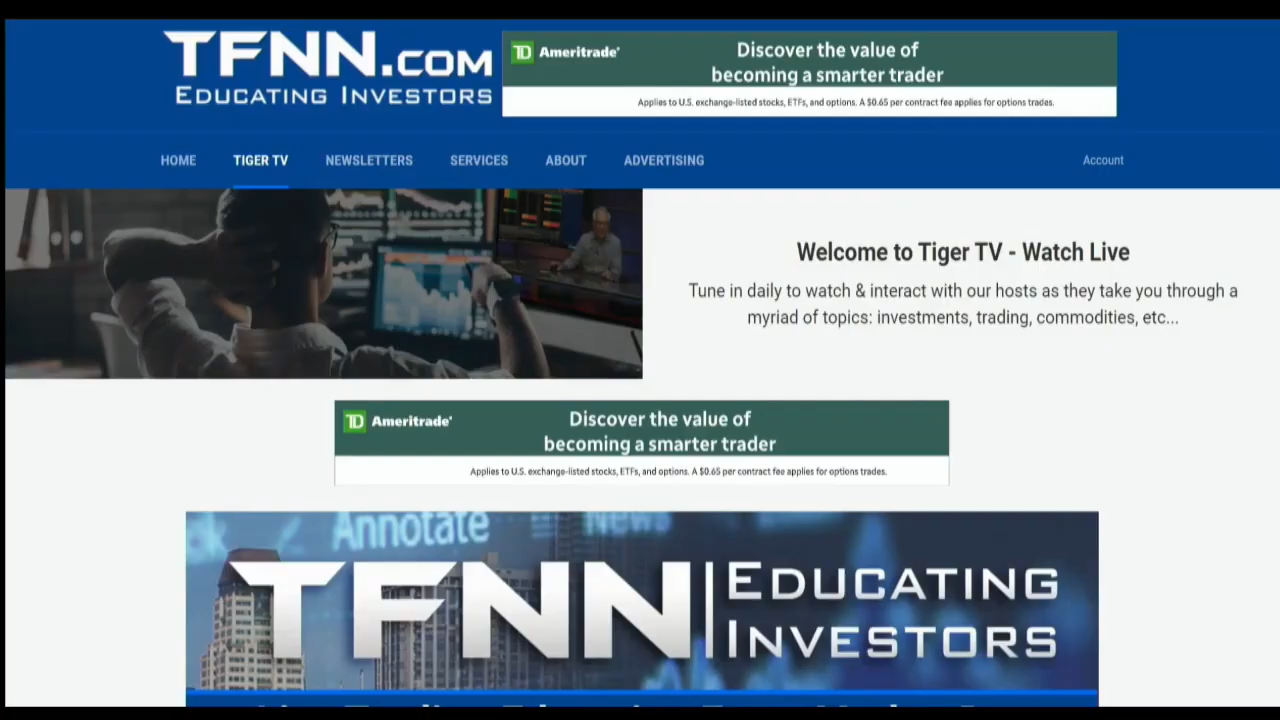 TFNN.COM
EDUCATING INVESTORS
TD Ameritrade
Discover the value of
becoming a smarter trader
Applies to U.S. exchange-listed stocks, ETFs, and options. A $0.65 per contract fee applies for options trades.
HOME TIGER TV NEWSLETTERS SERVICES ABOUT ADVERTISING Account
Welcome to Tiger TV - Watch Live
Tune in daily to watch & interact with our hosts as they take you through a
myriad of topics: investments, trading, commodities, etc...
TD Ameritrade
Discover the value of
becoming a smarter trader
Applies to U.S. exchange-listed stocks, ETFs, and options. A $0.65 per contract fee applies for options trades.
Annotate News
TFNN EDUCATING
INVESTORS